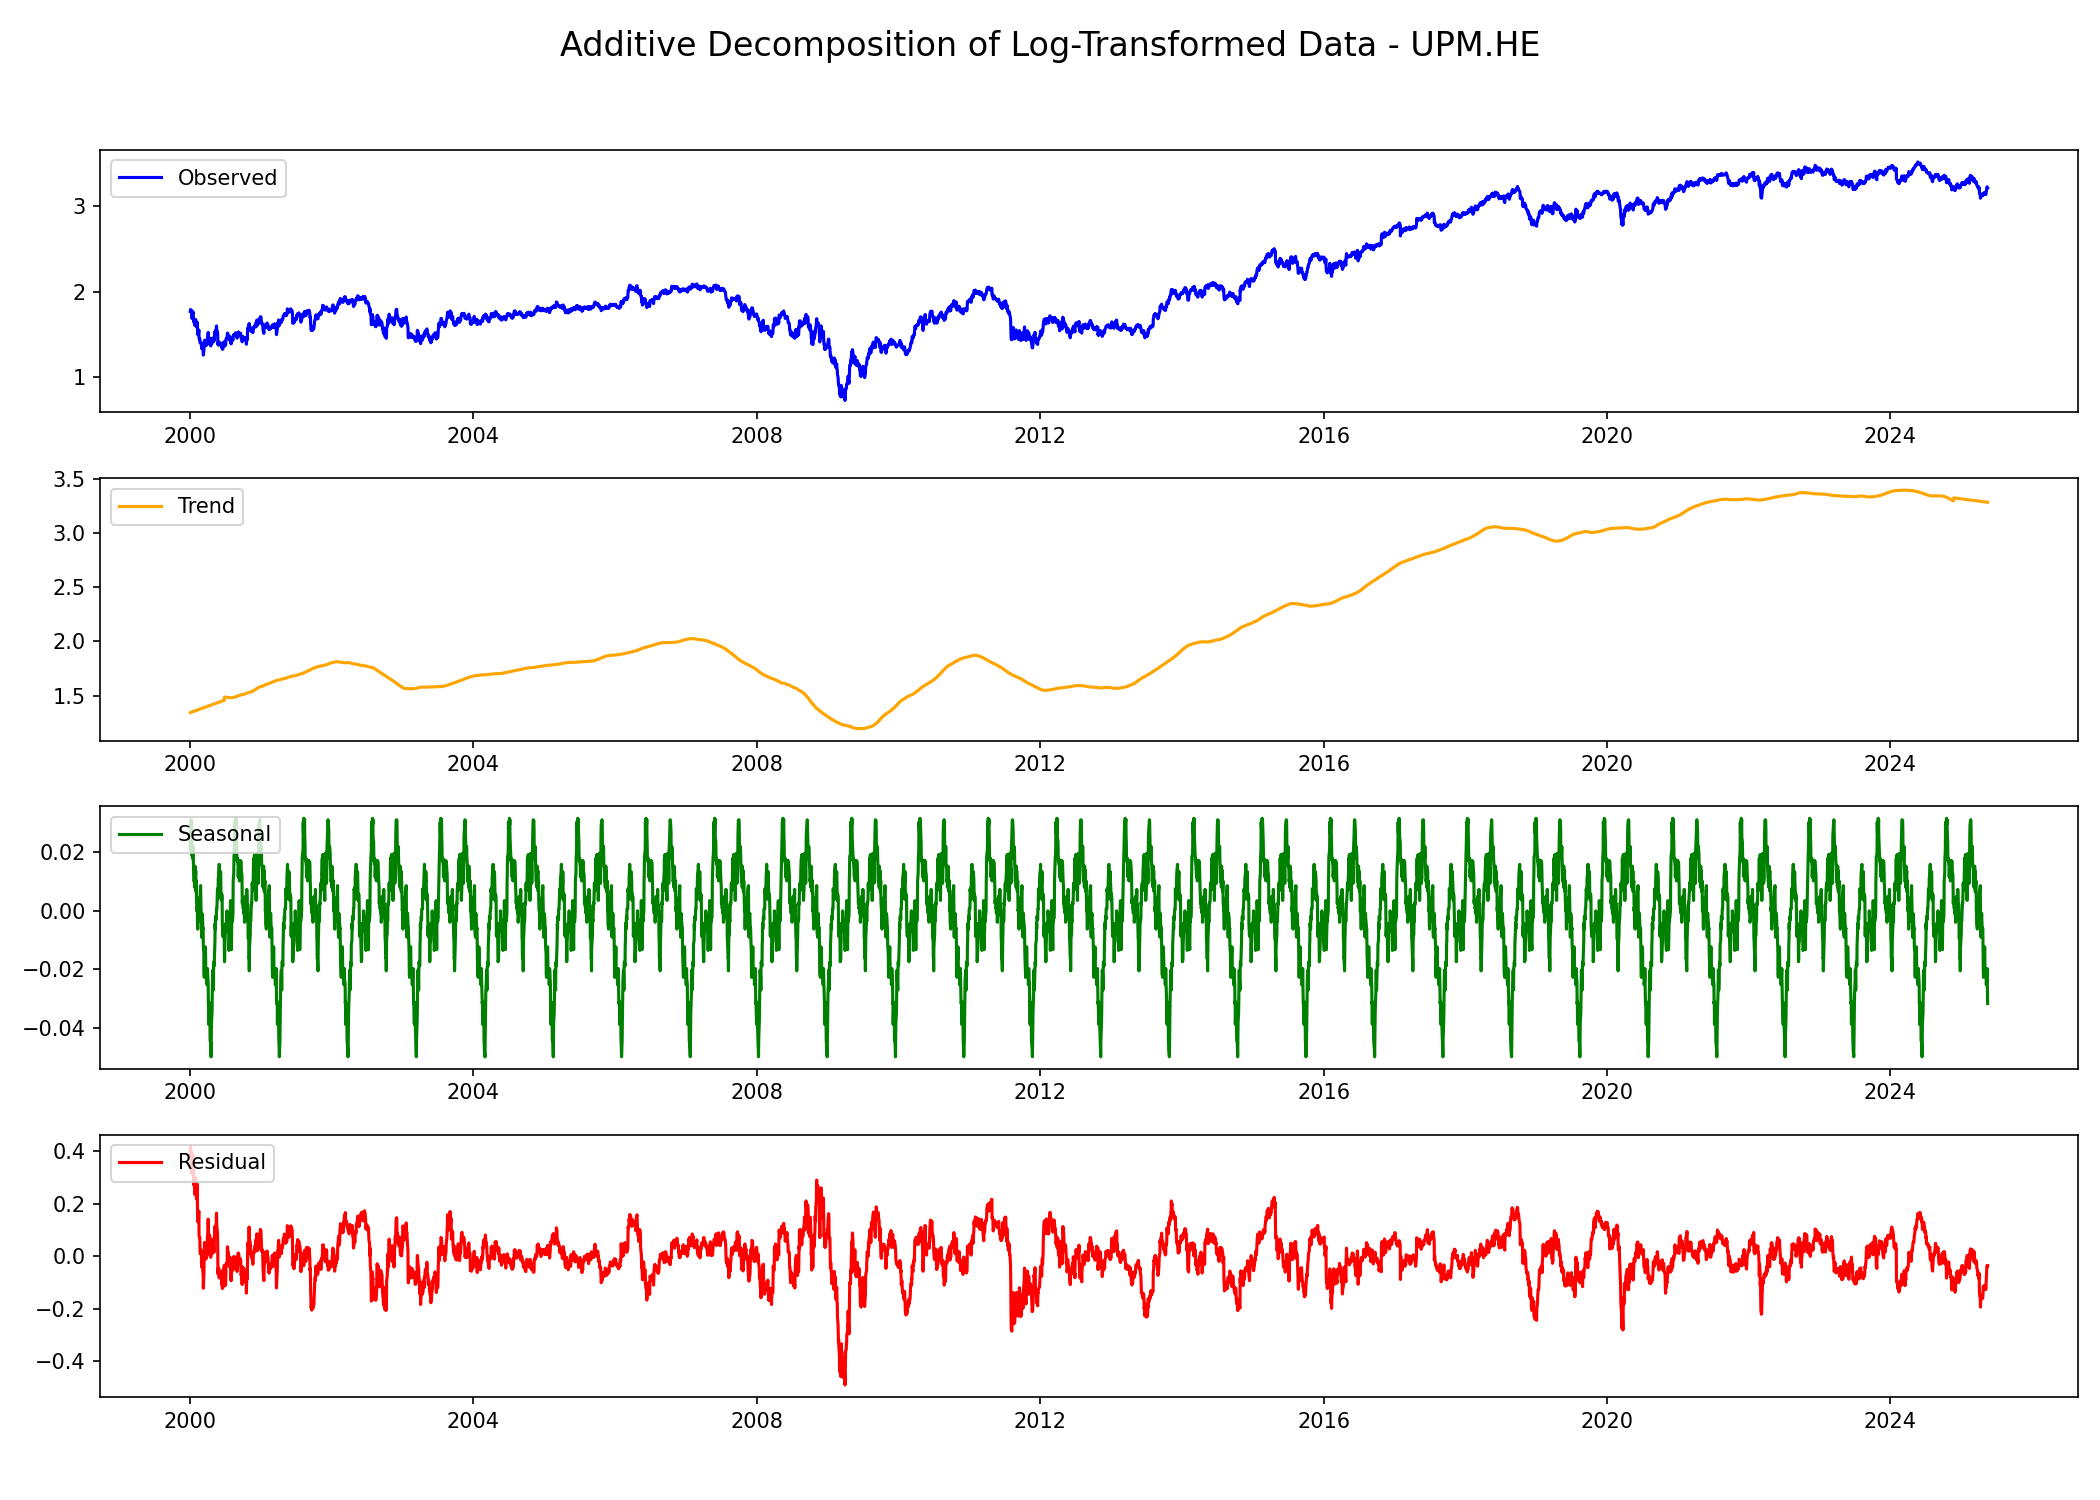 Additive Decomposition of Log-Transformed Data - UPM.HE
Observed
3
2
1
2000 2004 2008 2012 2016 2020 2024
3.5
Trend
3.0
2.5
2.0
1.5
2000 2004 2008 2012 2016 2020 2024
Seasonal
0.02
0.00
−0.02
−0.04
2000 2004 2008 2012 2016 2020 2024
0.4
Residual
0.2
0.0
−0.2
−0.4
2000 2004 2008 2012 2016 2020 2024